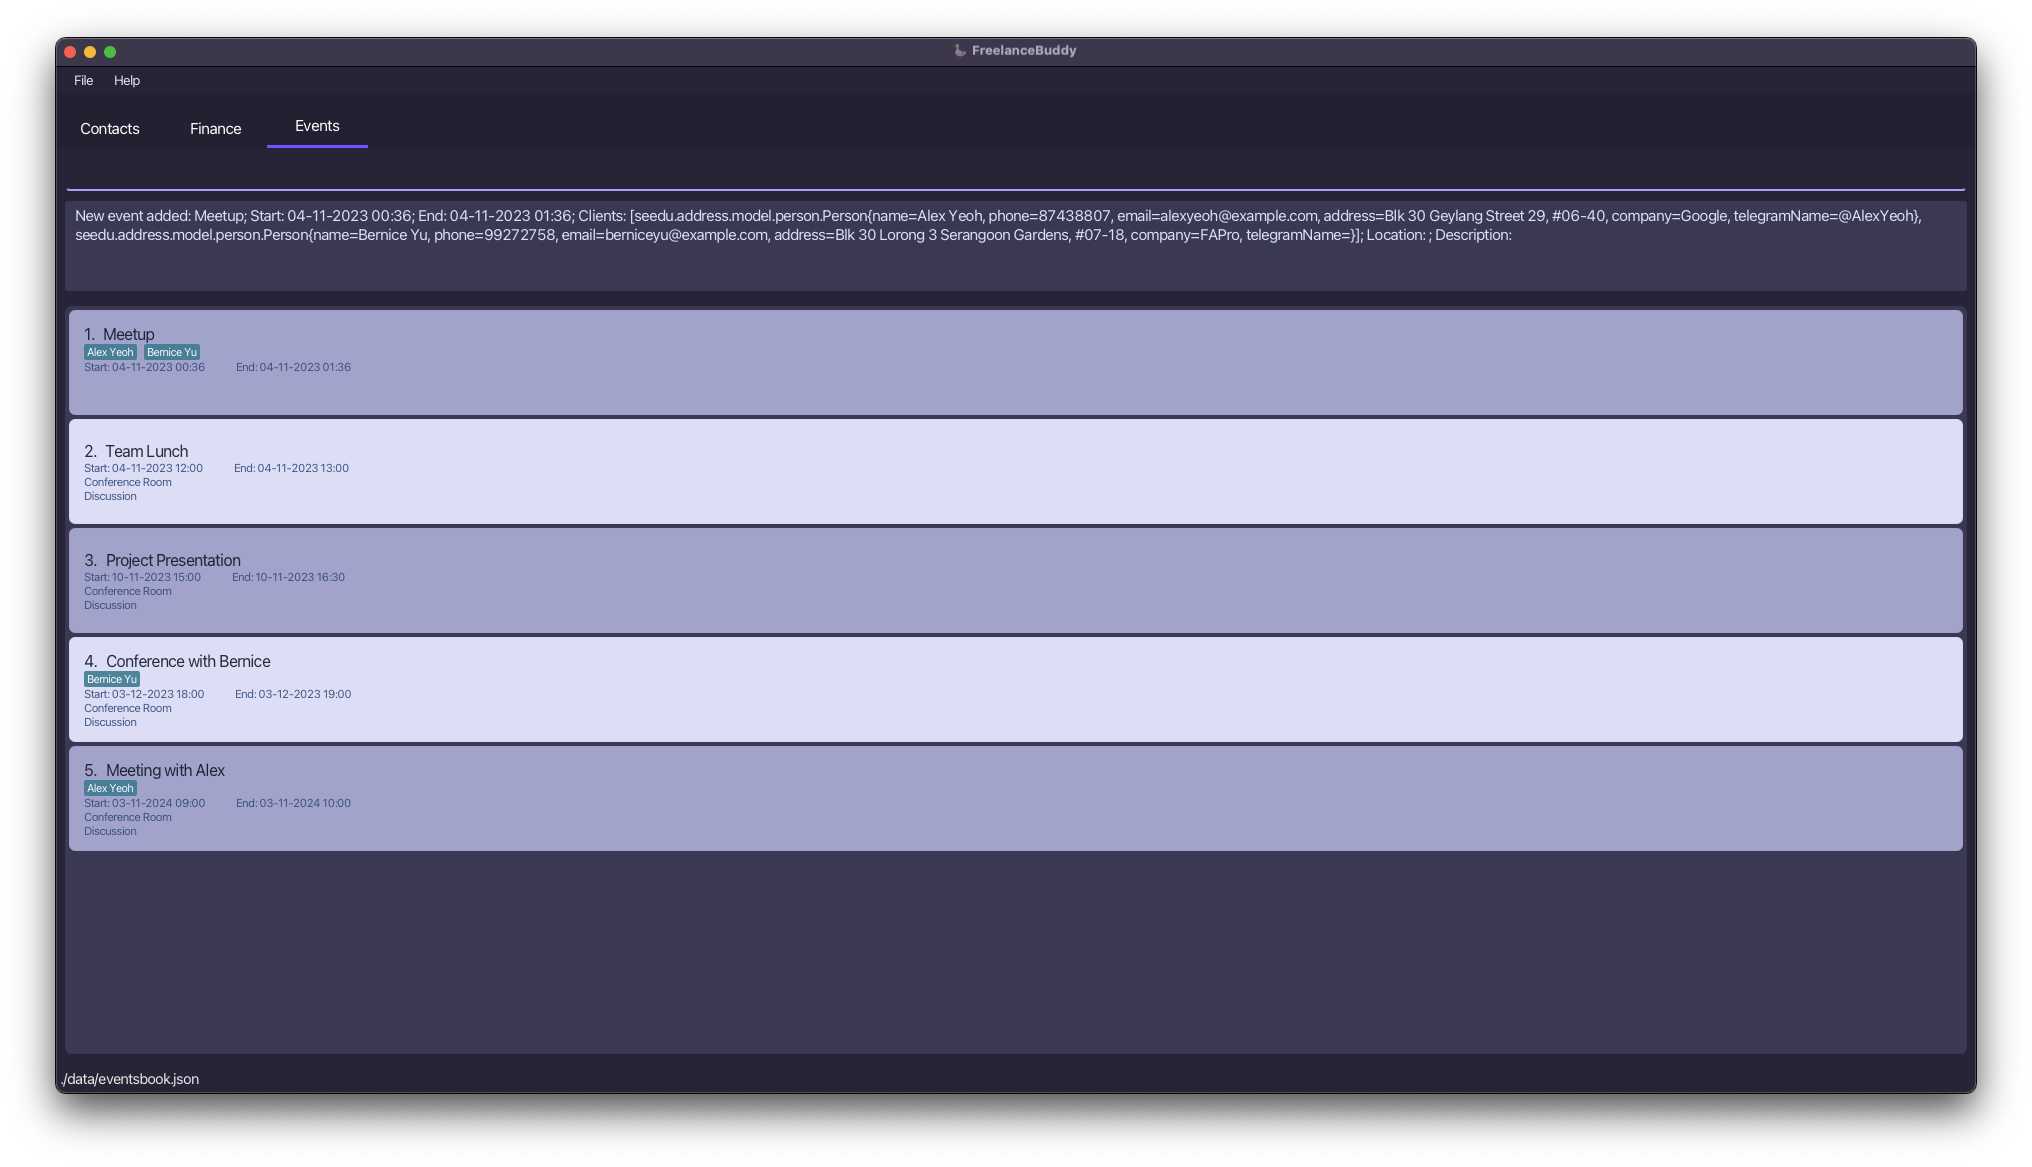 FreelanceBuddy
File Help
Contacts Finance Events
New event added: Meetup; Start: 04-11-2023 00:36; End: 04-11-2023 01:36; Clients: [seedu.address.model.person.Person{name=Alex Yeoh, phone=87438807, email=alexyeoh@example.com, address=Blk 30 Geylang Street 29, #06-40, company=Google, telegramName=@AlexYeoh},
seedu.address.model.person.Person{name=Bernice Yu, phone=99272758, email=berniceyu@example.com, address=Blk 30 Lorong 3 Serangoon Gardens, #07-18, company=FAPro, telegramName=}]; Location: ; Description:
1. Meetup
Alex Yeoh Bernice Yu
Start: 04-11-2023 00:36 End: 04-11-2023 01:36
2. Team Lunch
Start: 04-11-2023 12:00 End: 04-11-2023 13:00
Conference Room
Discussion
3. Project Presentation
Start: 10-11-2023 15:00 End: 10-11-2023 16:30
Conference Room
Discussion
4. Conference with Bernice
Bernice Yu
Start: 03-12-2023 18:00 End: 03-12-2023 19:00
Conference Room
Discussion
5. Meeting with Alex
Alex Yeoh
Start: 03-11-2024 09:00 End: 03-11-2024 10:00
Conference Room
Discussion
./data/eventsbook.json